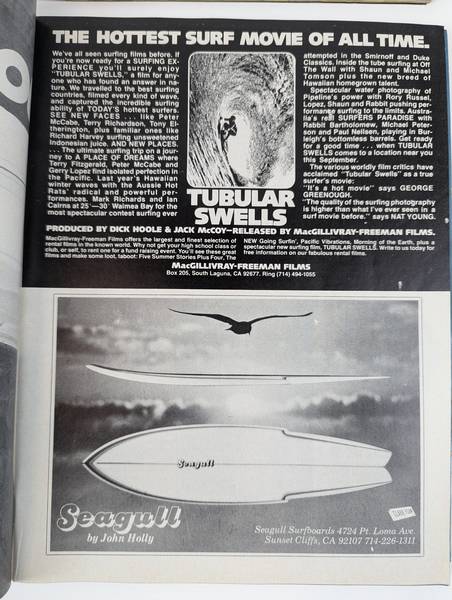 THE HOTTEST SURF MOVIE OF ALL TIME.
We've all seen surfing films before. If
you're now ready for a SURFING EX-
PERIENCE you'll surely enjoy
"TUBULAR SWELLS," a film for any-
one who has found an answer in na-
ture. We travelled to the best surfing
countries, filmed every kind of wave,
and captured the incredible surfing
ability of TODAY'S hottest surfers.
SEE NEW FACES ... like Peter
McCabe, Terry Richardson, Tony El-
therington, plus familiar ones like
Richard Harvey surfing unsweetened
Indonesian juice. AND NEW PLACES.
... The ultimate surfing trip on a jour-
ney to A PLACE OF DREAMS where
Terry Fitzgerald, Peter McCabe and
Gerry Lopez find isolated perfection in
the Pacific. Last year's Hawaiian
winter waves with the Aussie Hot
Rats' radical and powerful per-
formances. Mark Richards and Ian
Cairns at 25'—30' Waimea Bay for the
most spectacular contest surfing ever
TUBULAR
SWELLS
attempted in the Smirnoff and Duke
Classics. Inside the tube surfing at Off
The Wall with Shaun and Michael
Tomson plus the new breed of
Hawaiian homegrown talent.
Spectacular water photography of
Pipeline's power with Rory Russel,
Lopez, Shaun and Rabbit pushing per-
formance surfing to the limits. Austra-
lia's real SURFERS PARADISE with
Rabbit Bartholomew, Michael Peter-
son and Paul Neilsen, playing in Bur-
leigh's bottomless barrels. Get ready
for a good time ... when TUBULAR
SWELLS comes to a location near you
this September.
The various worldly film critics have
acclaimed "Tubular Swells" as a true
surfer's movie:
"It's a hot movie" says GEORGE
GREENOUGH.
"The quality of the surfing photography
is higher than what I've ever seen in a
surf movie before." says NAT YOUNG.
PRODUCED BY DICK HOOLE & JACK McCOY—RELEASED BY MacGILLIVRAY-FREEMAN FILMS.
MacGillivray-Freeman Films offers the largest and finest selection of
rental films in the known world. Why not get your high school class or
club, or self, to rent one for a fund raising event. You'll see these great
films and make some loot, taboot: Five Summer Stories Plus Four, The
NEW Going Surfin', Pacific Vibrations, Morning of the Earth, plus a
spectacular new surfing film, TUBULAR SWELLS. Write to us today for
free information on our fabulous rental films.
MacGILLIVRAY-FREEMAN FILMS
Box 205, South Laguna, CA 92677. Ring (714) 494-1055
Seagull
Seagull
by John Holly
Seagull Surfboards 4724 Pt. Loma Ave.
Sunset Cliffs, CA 92107 714-226-1311